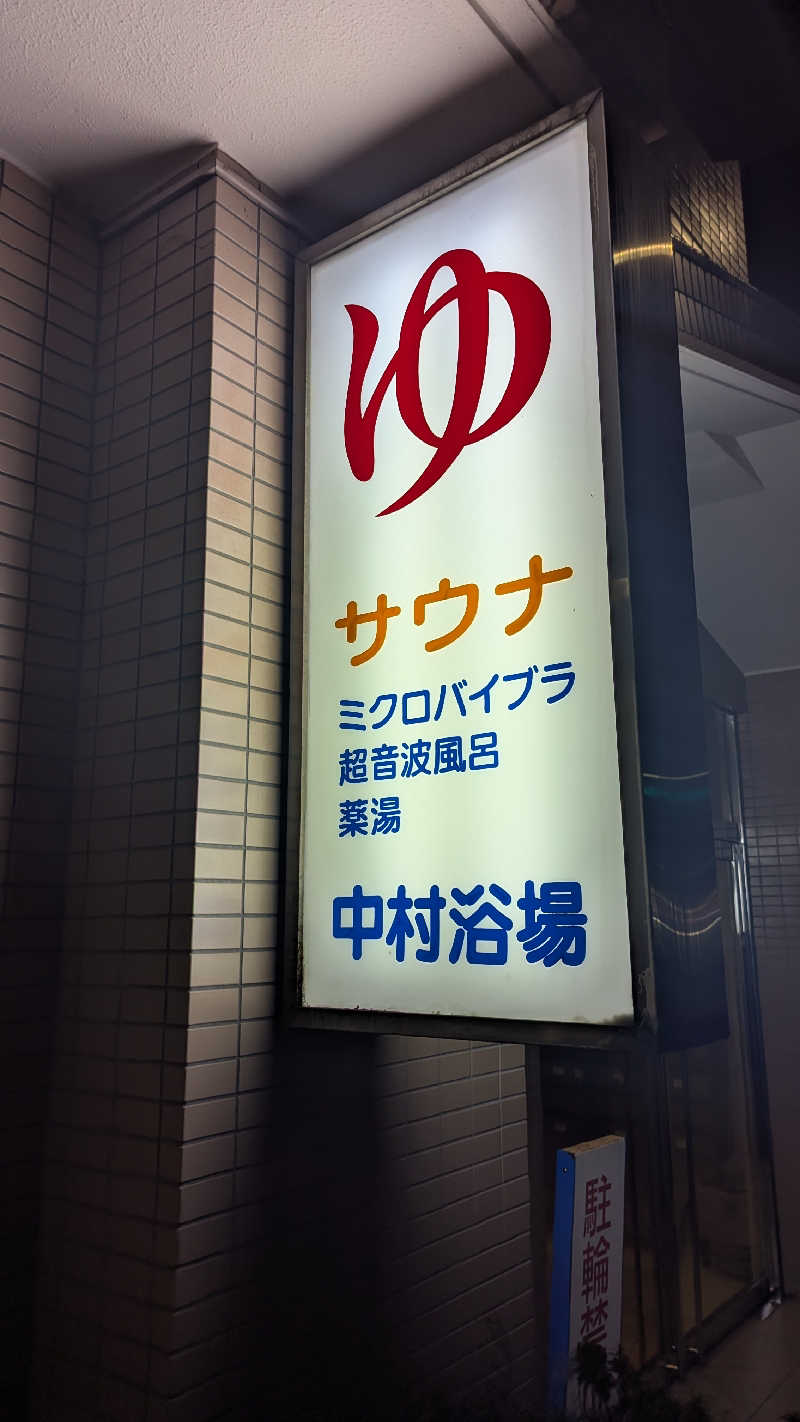 ゆ
サウナ
ミクロバイブラ
超音波風呂
薬湯
中村浴場
駐輪禁